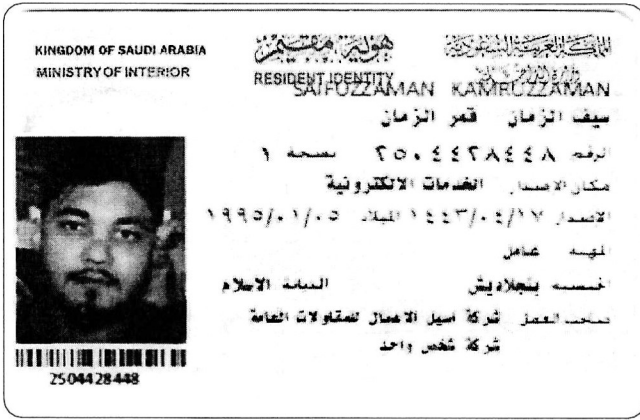 KINGDOM OF SAUDI ARABIA
MINISTRY OF INTERIOR
هوية مقيم
RESIDENT IDENTITY
المملكة العربية السعودية
وزارة الداخلية
SAIFUZZAMAN KAMRUZZAMAN
سيف الزمان قمر الزمان
الرقم ٢٥٠٤٤٢٨٤٤٨ نسخة ١
مكان الاصدار الخدمات الالكترونية
الاصدار ١٤٤٣/٠٤/١٧ الميلاد ١٩٩٥/٠١/٠٥
المهنة عامل
الجنسية بنجلاديش الديانة الاسلام
صاحب العمل شركة اسيل الاعمال للمقاولات العامة
شركة شخص واحد
2504428448